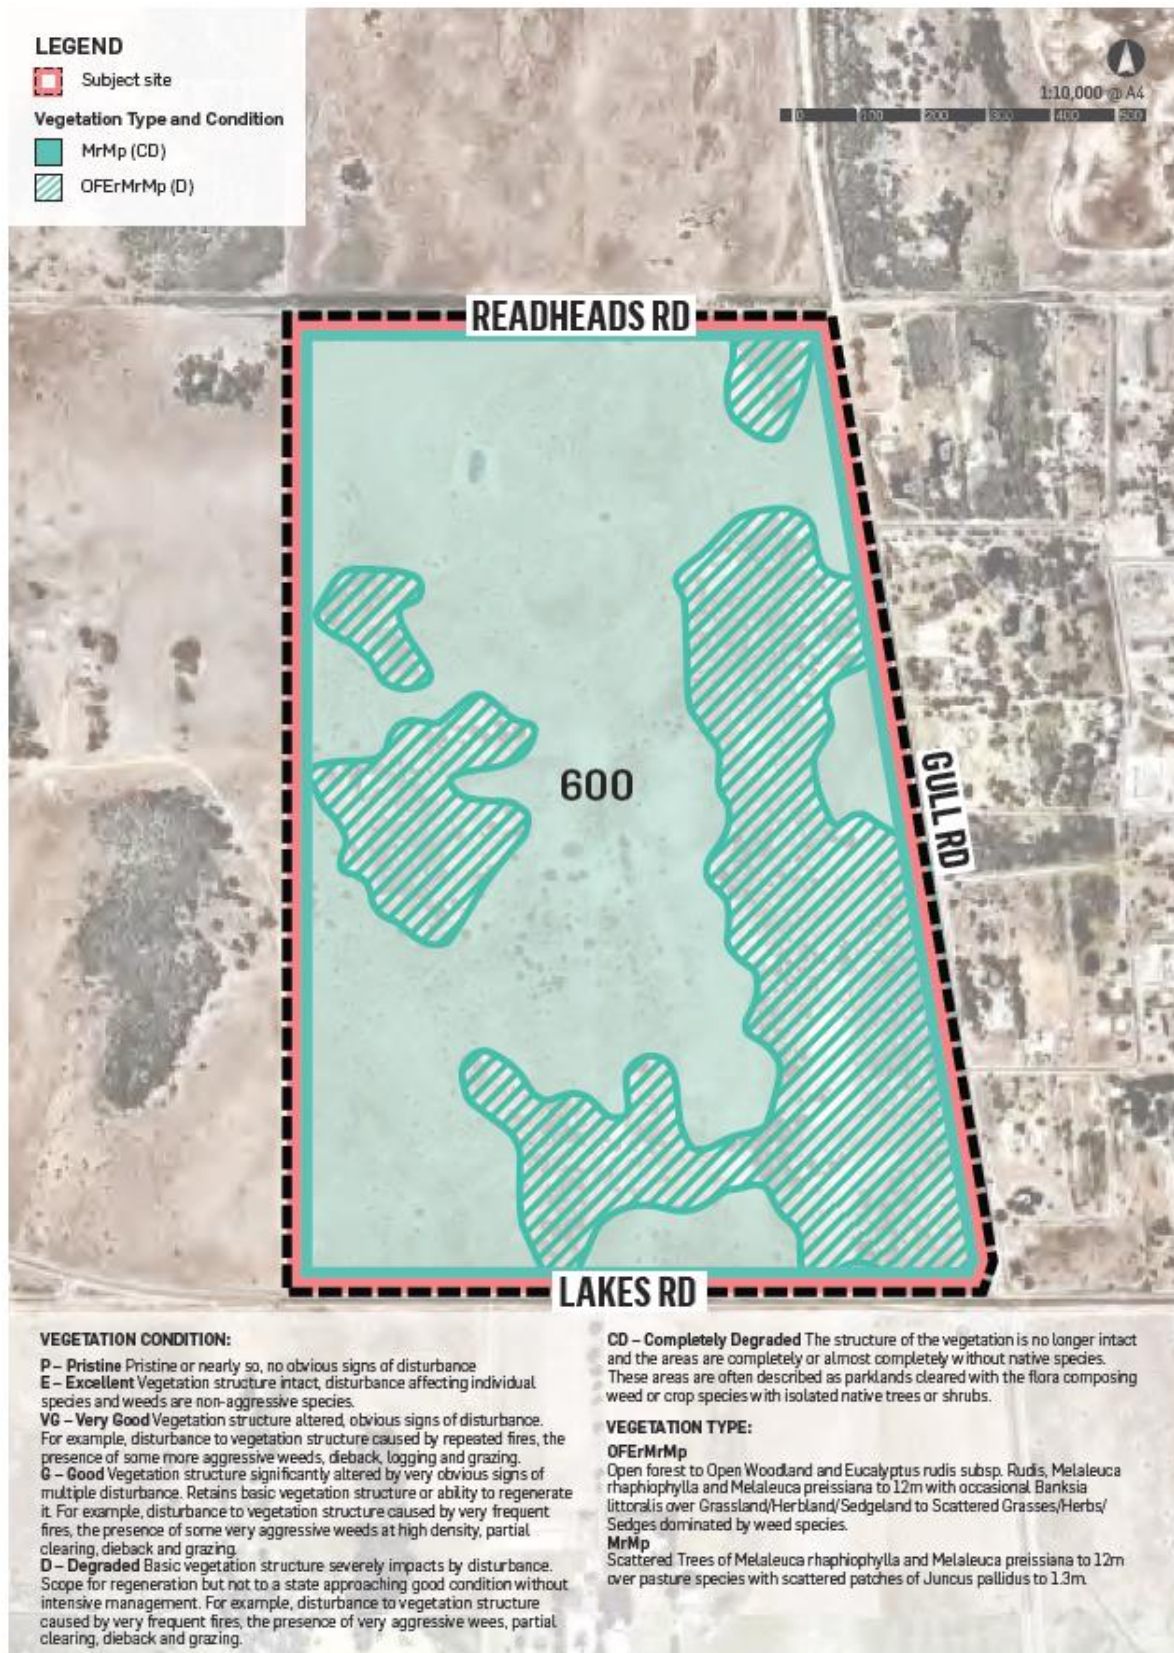 LEGEND
Subject site
Vegetation Type and Condition
MrMp (CD)
OFErMrMp (D)
1:10,000 @ A4
0 100 200 300 400 500
READHEADS RD
600
GULL RD
LAKES RD
VEGETATION CONDITION:
P – Pristine Pristine or nearly so, no obvious signs of disturbance
E – Excellent Vegetation structure intact, disturbance affecting individual
species and weeds are non-aggressive species.
VG – Very Good Vegetation structure altered, obvious signs of disturbance.
For example, disturbance to vegetation structure caused by repeated fires, the
presence of some more aggressive weeds, dieback, logging and grazing.
G – Good Vegetation structure significantly altered by very obvious signs of
multiple disturbance. Retains basic vegetation structure or ability to regenerate
it. For example, disturbance to vegetation structure caused by very frequent
fires, the presence of some very aggressive weeds at high density, partial
clearing, dieback and grazing.
D – Degraded Basic vegetation structure severely impacts by disturbance.
Scope for regeneration but not to a state approaching good condition without
intensive management. For example, disturbance to vegetation structure
caused by very frequent fires, the presence of very aggressive wees, partial
clearing, dieback and grazing.
CD – Completely Degraded The structure of the vegetation is no longer intact
and the areas are completely or almost completely without native species.
These areas are often described as parklands cleared with the flora composing
weed or crop species with isolated native trees or shrubs.
VEGETATION TYPE:
OFErMrMp
Open forest to Open Woodland and Eucalyptus rudis subsp. Rudis, Melaleuca
rhaphiophylla and Melaleuca preissiana to 12m with occasional Banksia
littoralis over Grassland/Herbland/Sedgeland to Scattered Grasses/Herbs/
Sedges dominated by weed species.
MrMp
Scattered Trees of Melaleuca rhaphiophylla and Melaleuca preissiana to 12m
over pasture species with scattered patches of Juncus pallidus to 1.3m.